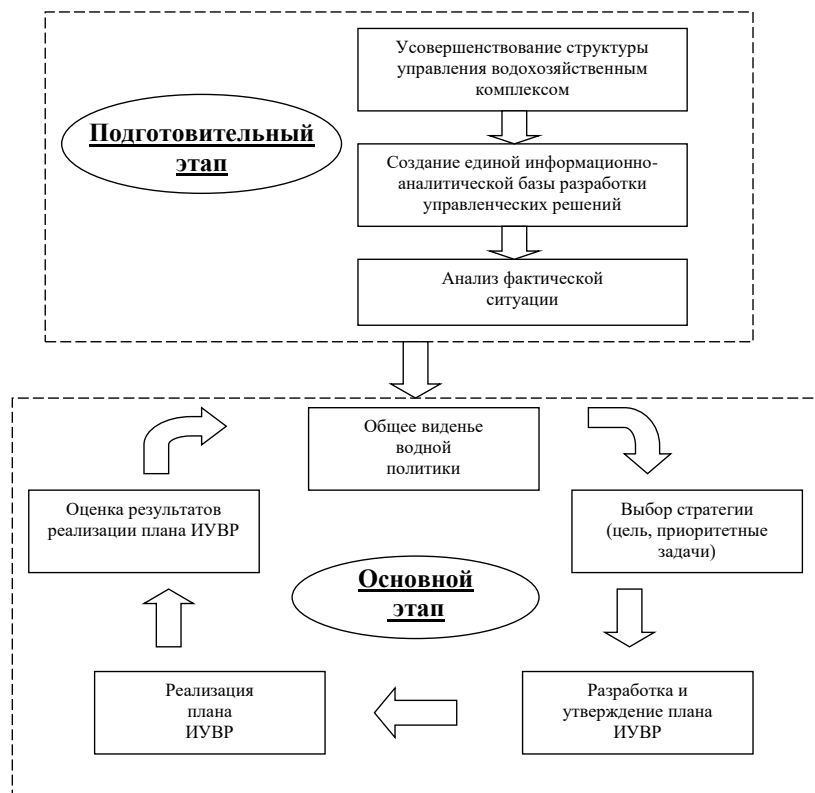 Усовершенствование структуры
управления водохозяйственным
комплексом
Подготовительный
этап
Создание единой информационно-
аналитической базы разработки
управленческих решений
Анализ фактической
ситуации
Общее виденье
водной
политики
Оценка результатов
реализации плана ИУВР
Выбор стратегии
(цель, приоритетные
задачи)
Основной
этап
Реализация
плана
ИУВР
Разработка и
утверждение плана
ИУВР